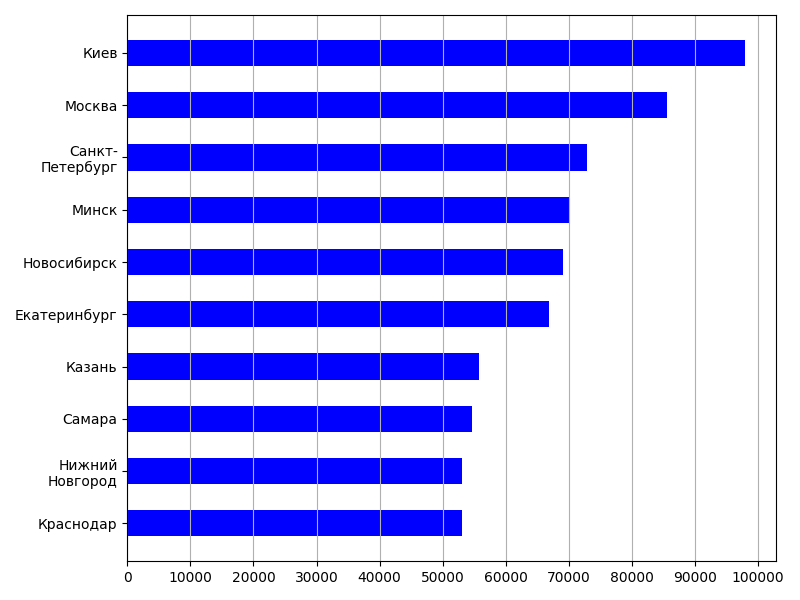 Киев
Москва
Санкт-
Петербург
Минск
Новосибирск
Екатеринбург
Казань
Самара
Нижний
Новгород
Краснодар
0 10000 20000 30000 40000 50000 60000 70000 80000 90000 100000